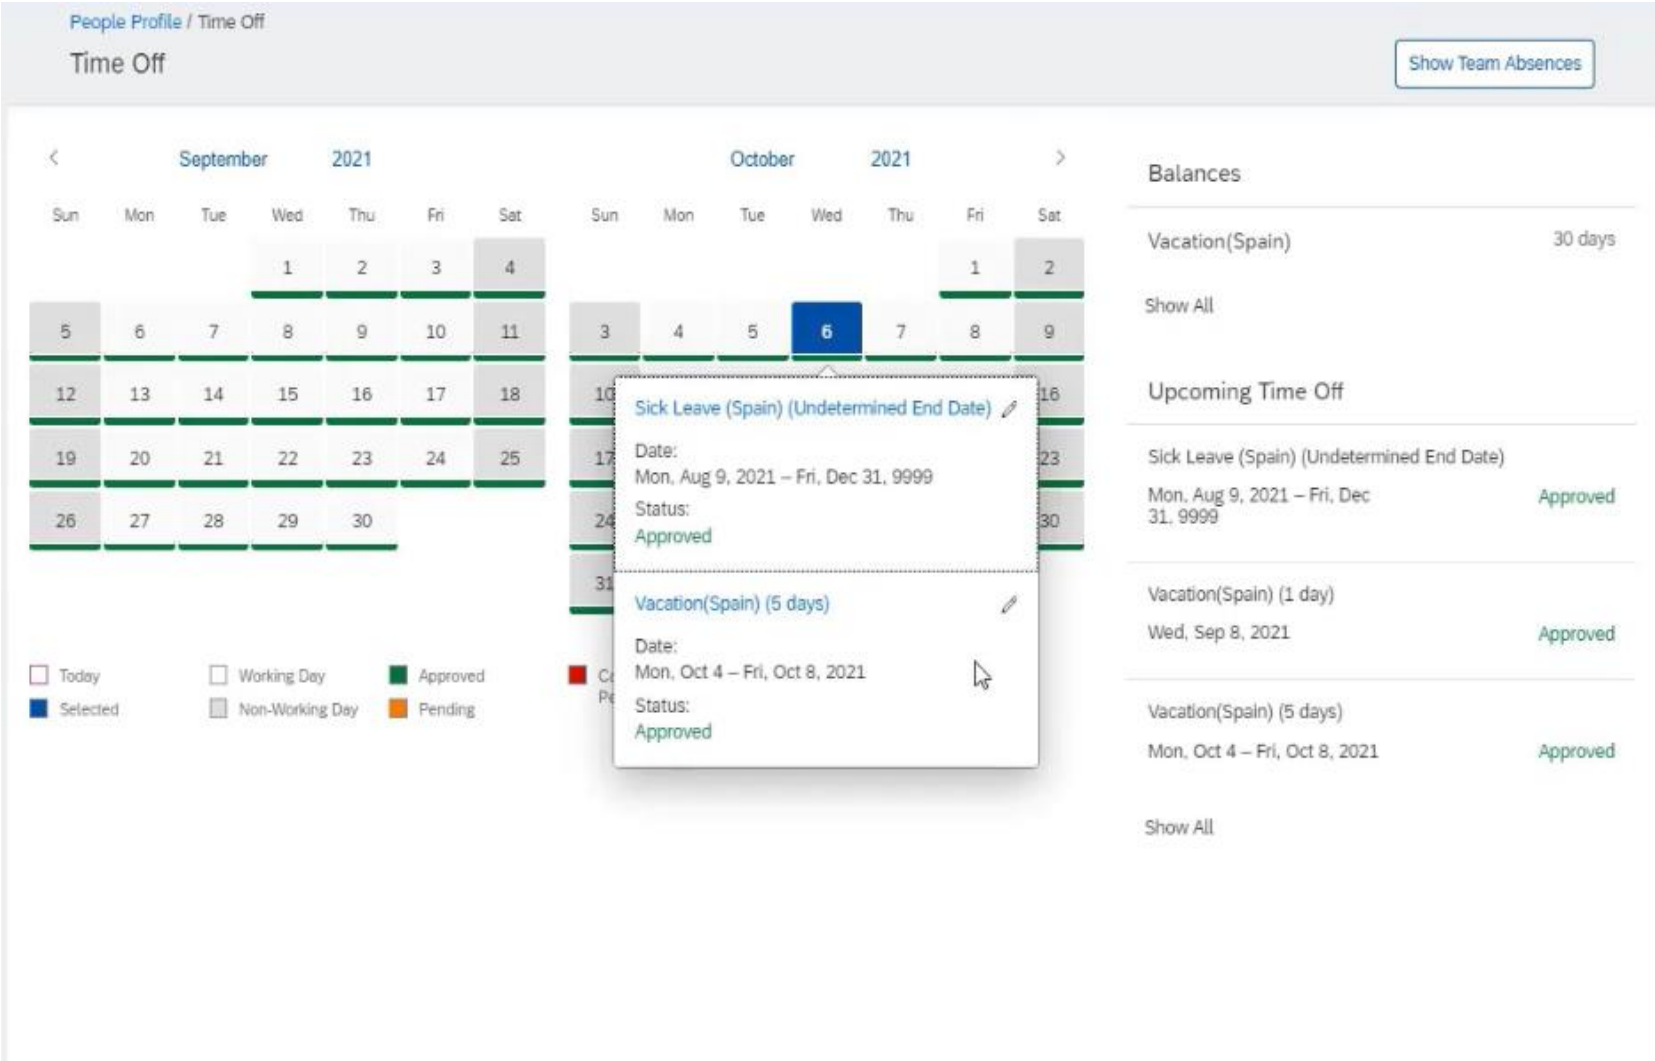 People Profile / Time Off
Time Off
Show Team Absences
September 2021
October 2021
Sun Mon Tue Wed Thu Fri Sat
Sun Mon Tue Wed Thu Fri Sat
1 2 3 4
1 2
5 6 7 8 9 10 11
3 4 5 6 7 8 9
12 13 14 15 16 17 18
10 16
19 20 21 22 23 24 25
17 23
26 27 28 29 30
24 30
31
Sick Leave (Spain) (Undetermined End Date)
Date:
Mon, Aug 9, 2021 – Fri, Dec 31, 9999
Status:
Approved
Vacation(Spain) (5 days)
Date:
Mon, Oct 4 – Fri, Oct 8, 2021
Status:
Approved
Today Working Day Approved
Selected Non-Working Day Pending
Balances
Vacation(Spain) 30 days
Show All
Upcoming Time Off
Sick Leave (Spain) (Undetermined End Date)
Mon, Aug 9, 2021 – Fri, Dec Approved
31, 9999
Vacation(Spain) (1 day)
Wed, Sep 8, 2021 Approved
Vacation(Spain) (5 days)
Mon, Oct 4 – Fri, Oct 8, 2021 Approved
Show All